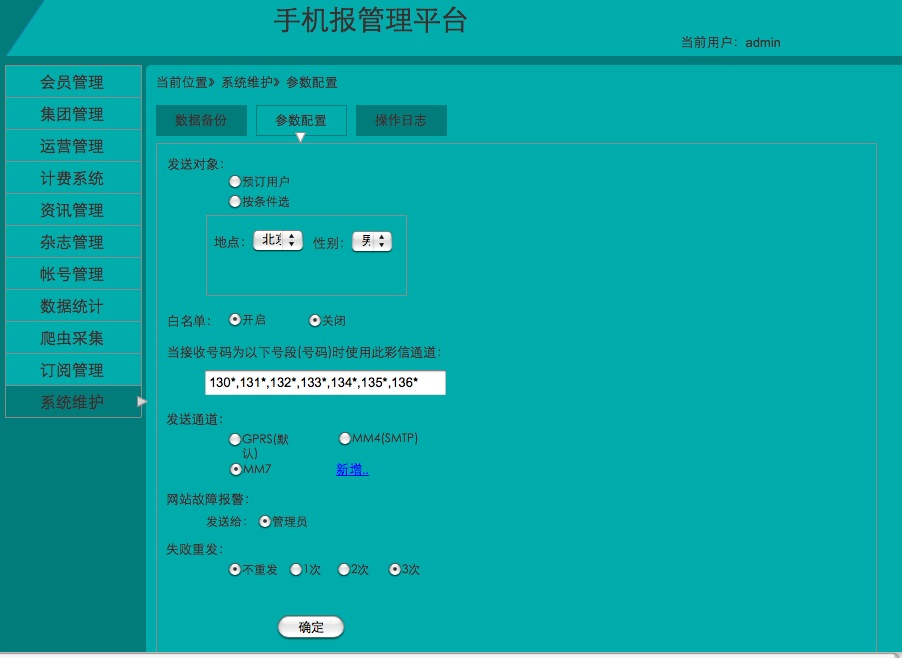 手机报管理平台
当前用户：admin
会员管理
集团管理
运营管理
计费系统
资讯管理
杂志管理
帐号管理
数据统计
爬虫采集
订阅管理
系统维护
当前位置》系统维护》参数配置
数据备份 参数配置 操作日志
发送对象：
预订用户
按条件选
地点： 北京 性别： 男
白名单： 开启 关闭
当接收号码为以下号段(号码)时使用此彩信通道：
130*,131*,132*,133*,134*,135*,136*
发送通道：
GPRS(默 MM4(SMTP)
认)
MM7 新增..
网站故障报警：
发送给： 管理员
失败重发：
不重发 1次 2次 3次
确定